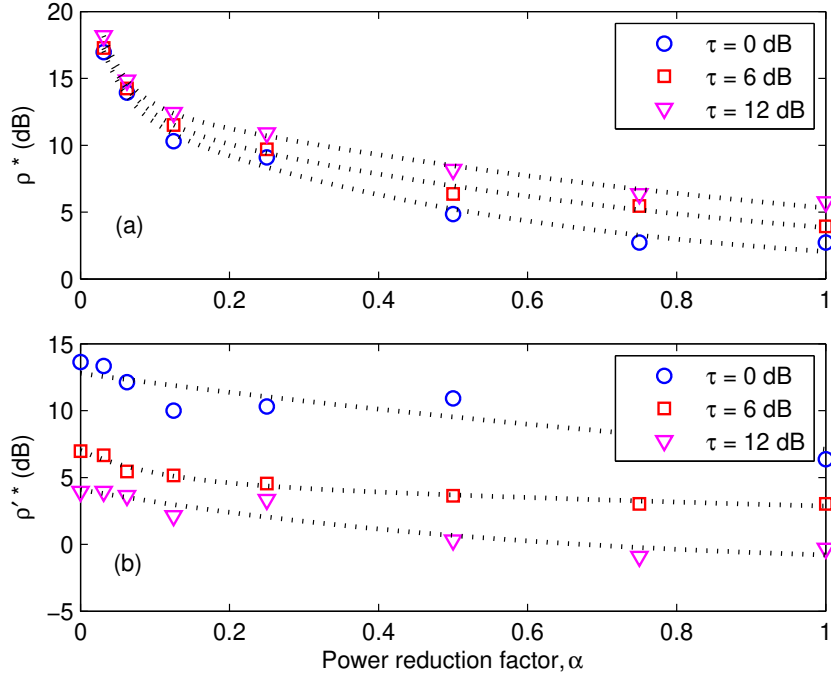 20
15
10
5
0
ρ * (dB)
(a)
τ = 0 dB
τ = 6 dB
τ = 12 dB
0 0.2 0.4 0.6 0.8 1
15
10
5
0
−5
ρ′ * (dB)
(b)
τ = 0 dB
τ = 6 dB
τ = 12 dB
0 0.2 0.4 0.6 0.8 1
Power reduction factor, α